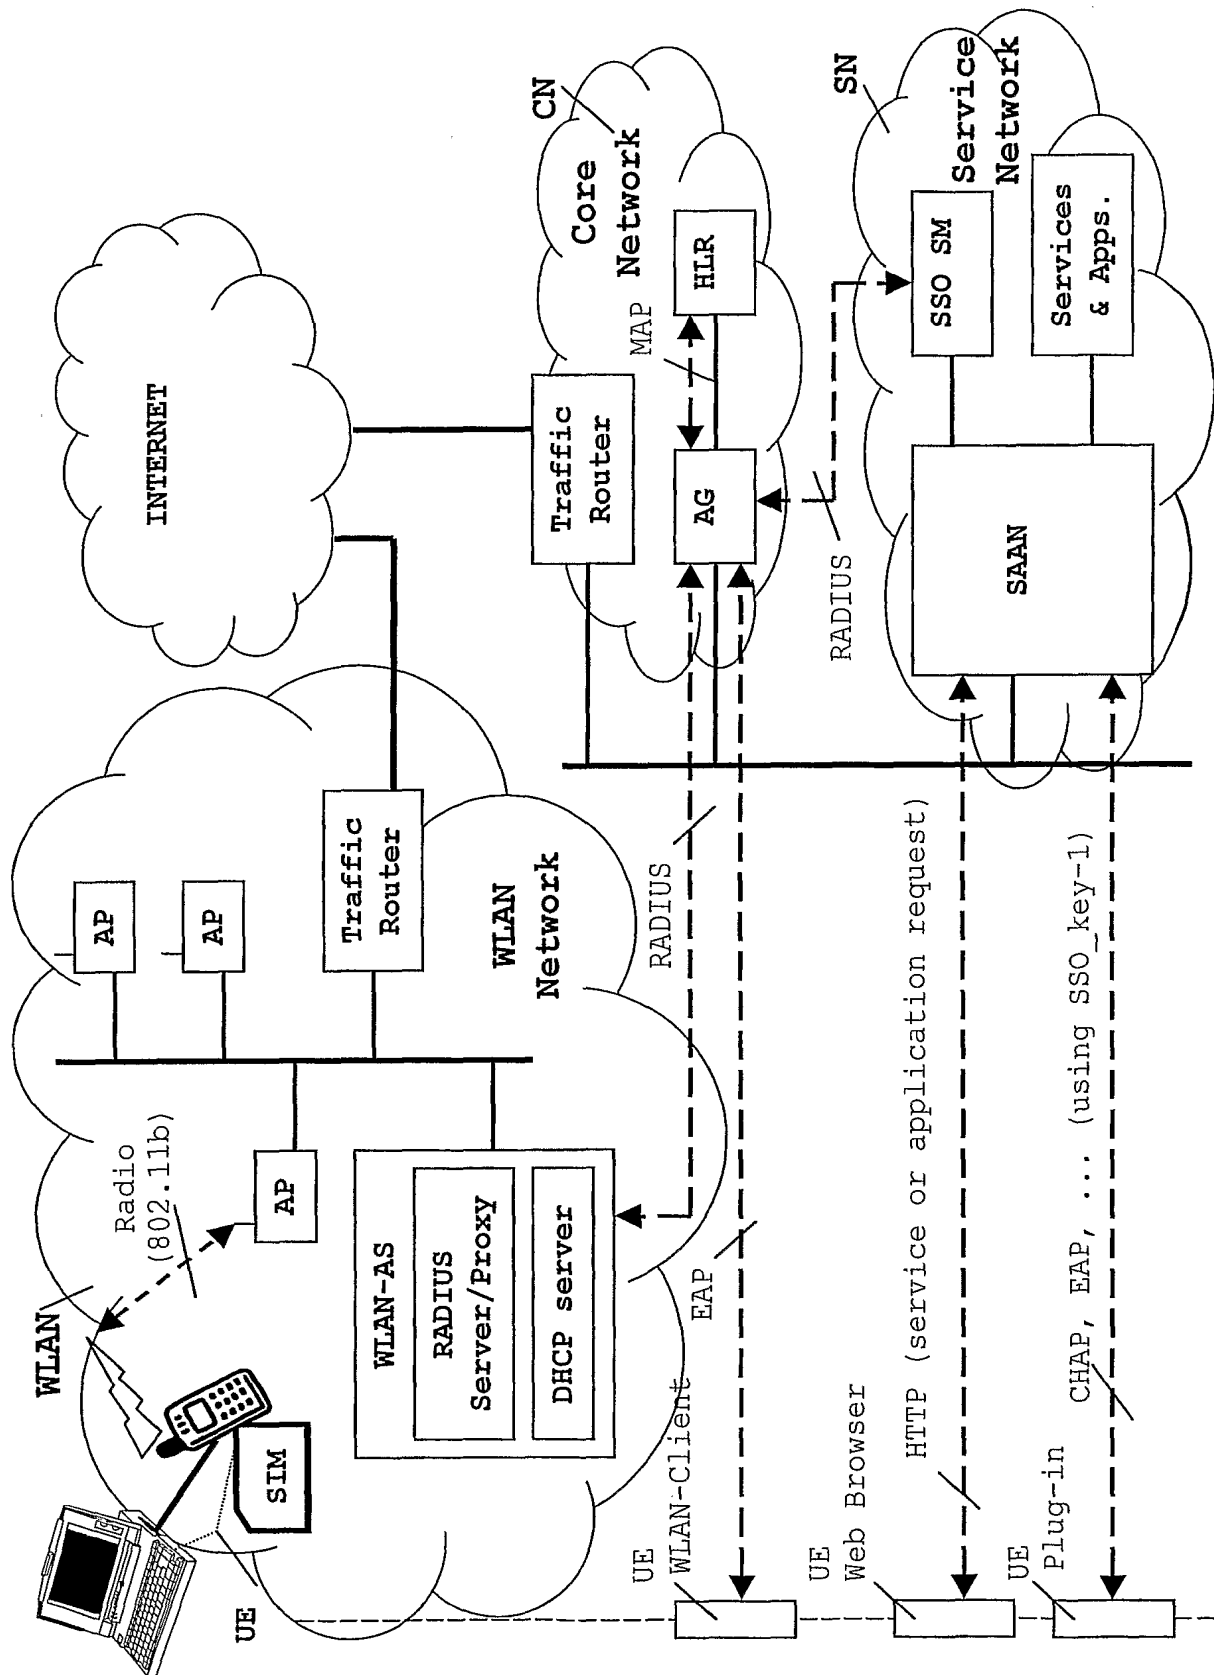 UE
SIM
WLAN
Radio
(802.11b)
AP
AP
AP
WLAN-AS
RADIUS
Server/Proxy
DHCP server
Traffic
Router
WLAN
Network
INTERNET
Traffic
Router
Core
Network
CN
AG
HLR
MAP
RADIUS
RADIUS
EAP
UE
WLAN-Client
SAAN
SSO SM
Services
& Apps.
Service
Network
SN
UE
Web Browser
HTTP (service or application request)
UE
Plug-in
CHAP, EAP, ... (using SSO_key-1)